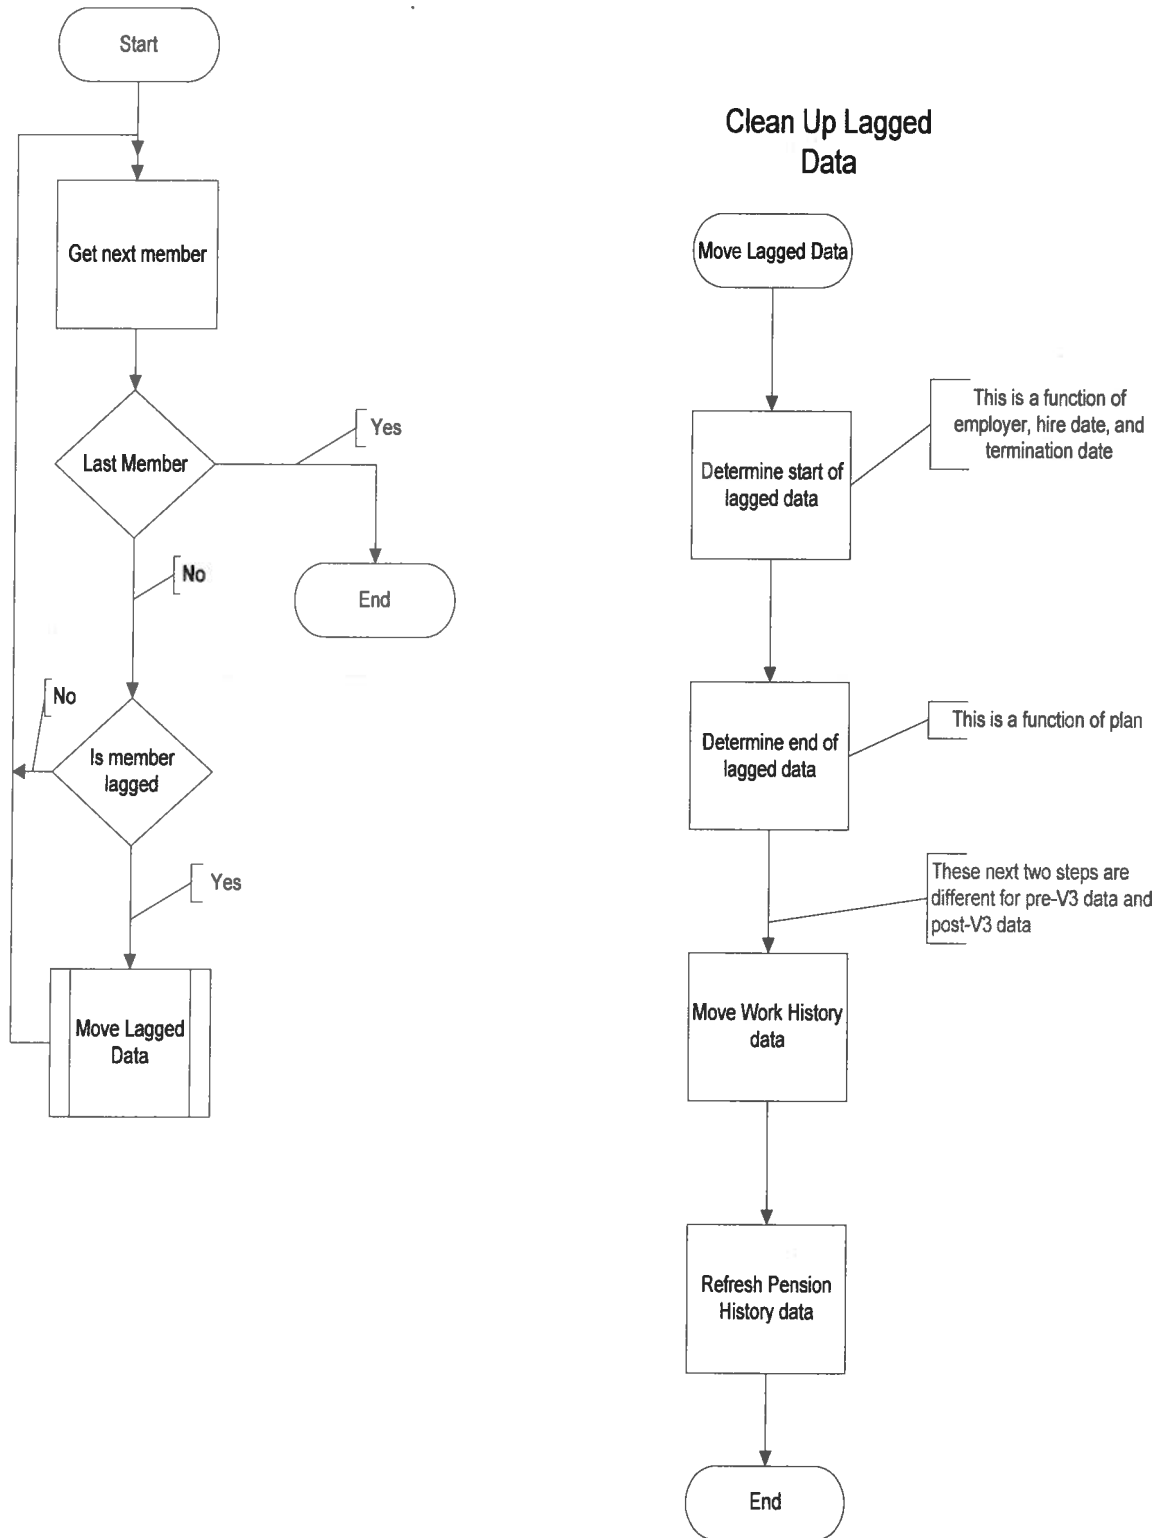 Start
Get next member
Last Member
Yes
End
No
No
Is member
lagged
Yes
Move Lagged
Data
Clean Up Lagged
Data
Move Lagged Data
This is a function of
employer, hire date, and
termination date
Determine start of
lagged data
This is a function of plan
Determine end of
lagged data
These next two steps are
different for pre-V3 data and
post-V3 data
Move Work History
data
Refresh Pension
History data
End